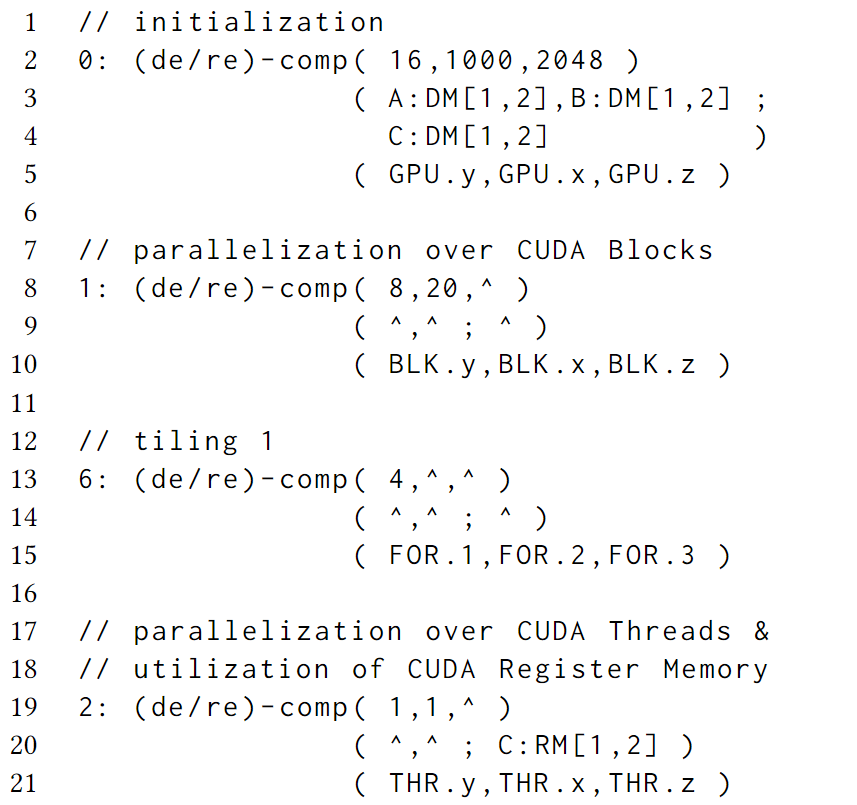 1 // initialization
2 0: (de/re)-comp( 16,1000,2048 )
3 ( A:DM[1,2],B:DM[1,2] ;
4 C:DM[1,2] )
5 ( GPU.y,GPU.x,GPU.z )
6
7 // parallelization over CUDA Blocks
8 1: (de/re)-comp( 8,20,^ )
9 ( ^,^ ; ^ )
10 ( BLK.y,BLK.x,BLK.z )
11
12 // tiling 1
13 6: (de/re)-comp( 4,^,^ )
14 ( ^,^ ; ^ )
15 ( FOR.1,FOR.2,FOR.3 )
16
17 // parallelization over CUDA Threads &
18 // utilization of CUDA Register Memory
19 2: (de/re)-comp( 1,1,^ )
20 ( ^,^ ; C:RM[1,2] )
21 ( THR.y,THR.x,THR.z )